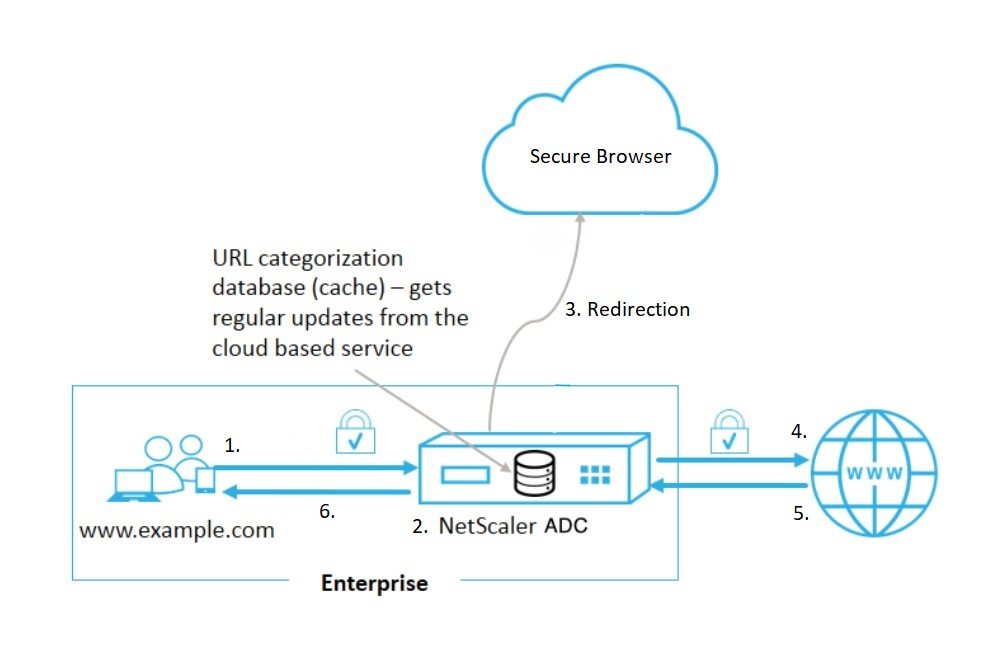 Secure Browser
URL categorization
database (cache) – gets
regular updates from the
cloud based service
3. Redirection
1.
4.
WWW
6.
2. NetScaler ADC
5.
www.example.com
Enterprise